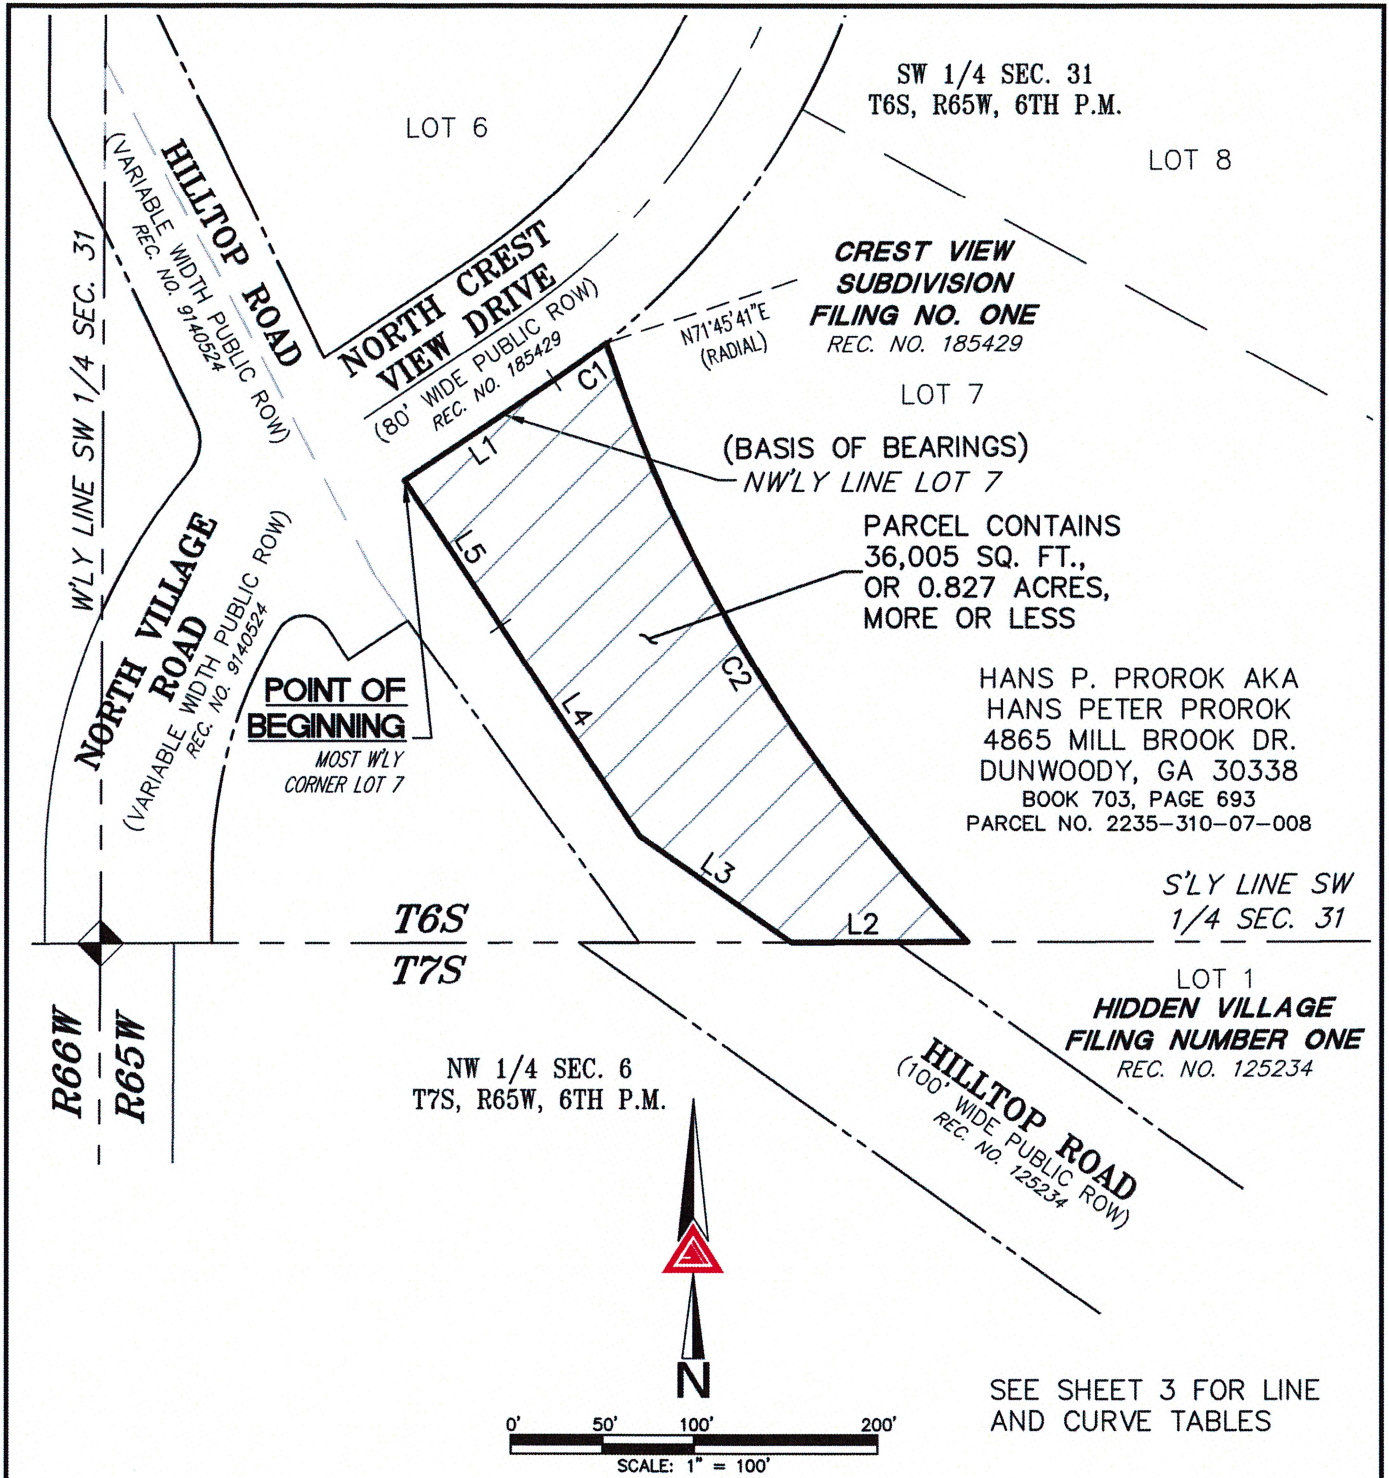 SW 1/4 SEC. 31
T6S, R65W, 6TH P.M.
LOT 6
LOT 8
HILLTOP ROAD
(VARIABLE WIDTH PUBLIC ROW)
REC. NO. 9140524
W'LY LINE SW 1/4 SEC. 31
NORTH CREST
VIEW DRIVE
(80' WIDE PUBLIC ROW)
REC. NO. 185429
N71°45'41"E
(RADIAL)
CREST VIEW
SUBDIVISION
FILING NO. ONE
REC. NO. 185429
LOT 7
C1
L1
(BASIS OF BEARINGS)
NW'LY LINE LOT 7
L5
PARCEL CONTAINS
36,005 SQ. FT.,
OR 0.827 ACRES,
MORE OR LESS
NORTH VILLAGE
ROAD
(VARIABLE WIDTH PUBLIC ROW)
REC. NO. 9140524
POINT OF
BEGINNING
MOST W'LY
CORNER LOT 7
L4
C2
HANS P. PROROK AKA
HANS PETER PROROK
4865 MILL BROOK DR.
DUNWOODY, GA 30338
BOOK 703, PAGE 693
PARCEL NO. 2235-310-07-008
L3
L2
S'LY LINE SW
1/4 SEC. 31
T6S
T7S
R66W
R65W
LOT 1
HIDDEN VILLAGE
FILING NUMBER ONE
REC. NO. 125234
NW 1/4 SEC. 6
T7S, R65W, 6TH P.M.
HILLTOP ROAD
(100' WIDE PUBLIC ROW)
REC. NO. 125234
N
0' 50' 100' 200'
SCALE: 1" = 100'
SEE SHEET 3 FOR LINE
AND CURVE TABLES